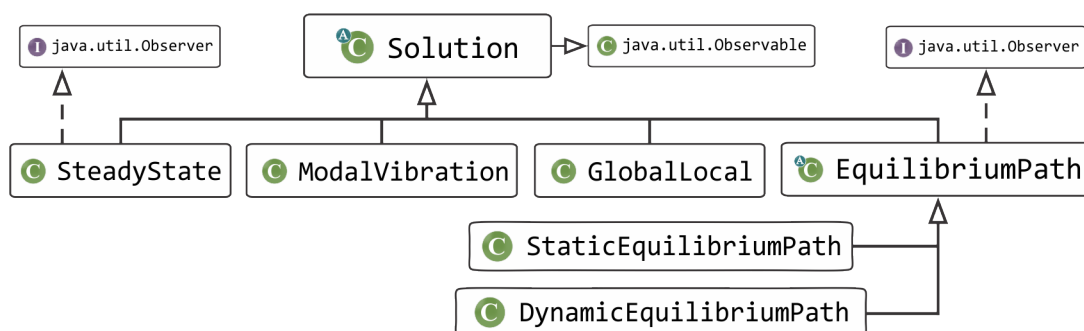 I java.util.Observer
A C Solution
C java.util.Observable
I java.util.Observer
C SteadyState
C ModalVibration
C GlobalLocal
A C EquilibriumPath
C StaticEquilibriumPath
C DynamicEquilibriumPath